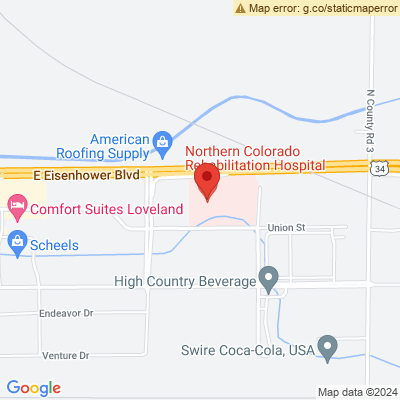 Map error: g.co/staticmaperror
N County Rd 3
American
Roofing Supply
Northern Colorado
Rehabilitation Hospital
E Eisenhower Blvd
34
Comfort Suites Loveland
Union St
Scheels
High Country Beverage
Endeavor Dr
Swire Coca-Cola, USA
Venture Dr
Google
Map data ©2024